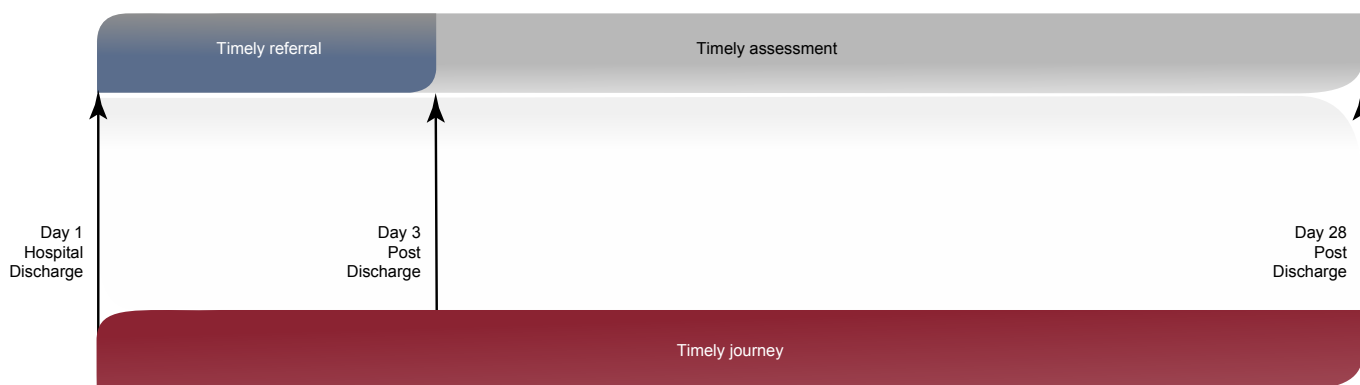 Timely referral
Timely assessment
Day 1
Hospital
Discharge
Day 3
Post
Discharge
Day 28
Post
Discharge
Timely journey